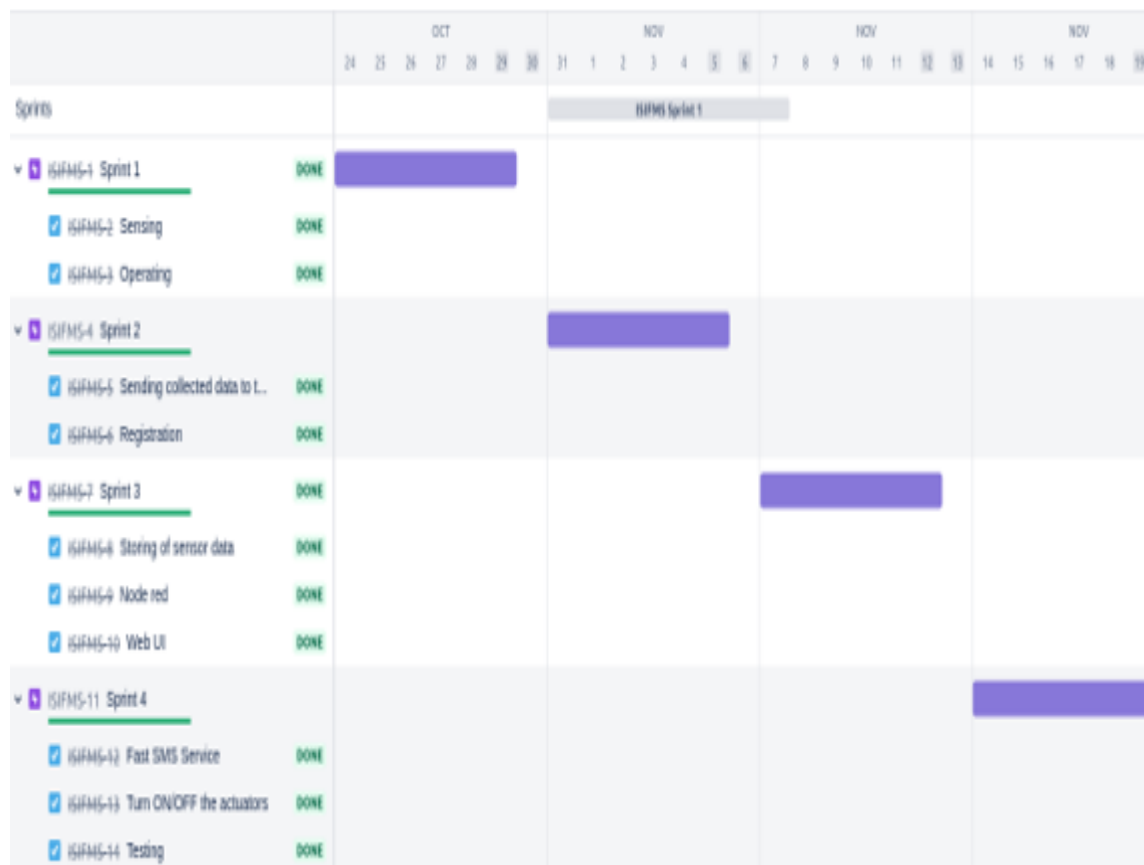 OCT NOV NOV NOV
24 25 26 27 28 29 30 31 1 2 3 4 5 6 7 8 9 10 11 12 13 14 15 16 17 18 19
Sprints ISIFMS Sprint 1
ISIFMS-1 Sprint 1 DONE
ISIFMS-2 Sensing DONE
ISIFMS-3 Operating DONE
ISIFMS-4 Sprint 2
ISIFMS-5 Sending collected data to t... DONE
ISIFMS-6 Registration DONE
ISIFMS-7 Sprint 3 DONE
ISIFMS-8 Storing of sensor data DONE
ISIFMS-9 Node red DONE
ISIFMS-10 Web UI DONE
ISIFMS-11 Sprint 4
ISIFMS-12 Fast SMS Service DONE
ISIFMS-13 Turn ON/OFF the actuators DONE
ISIFMS-14 Testing DONE